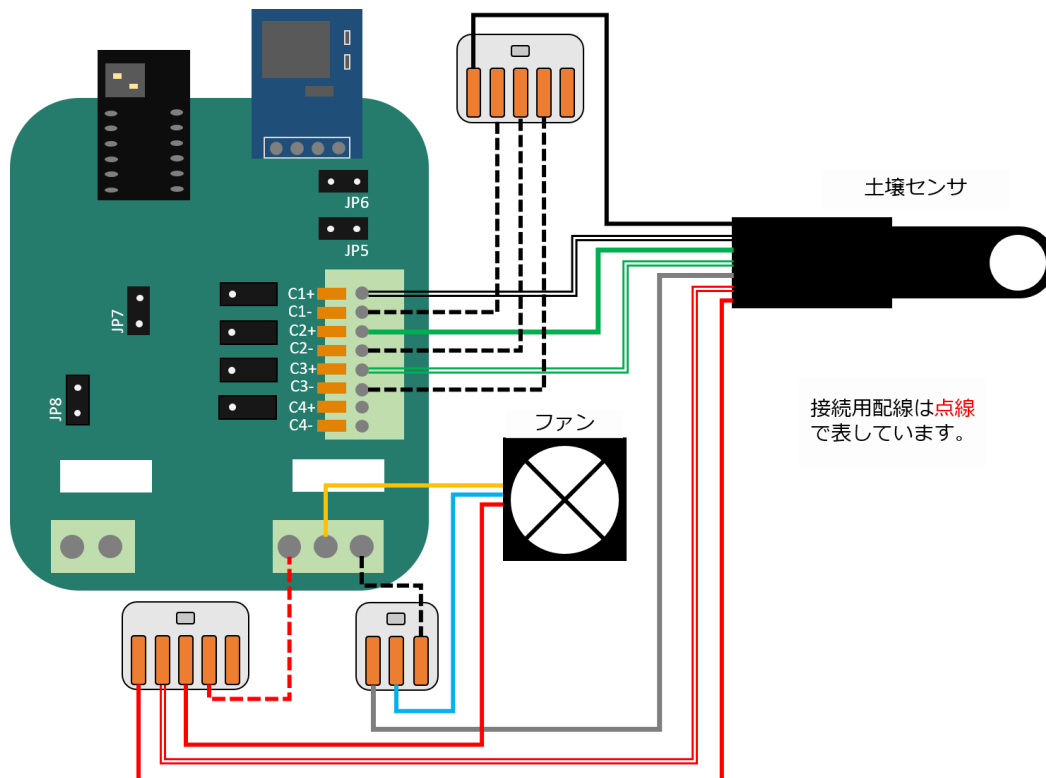 土壌センサ
JP6
JP5
C1+
C1-
C2+
C2-
C3+
C3-
C4+
C4-
JP7
JP8
接続用配線は点線
で表しています。
ファン